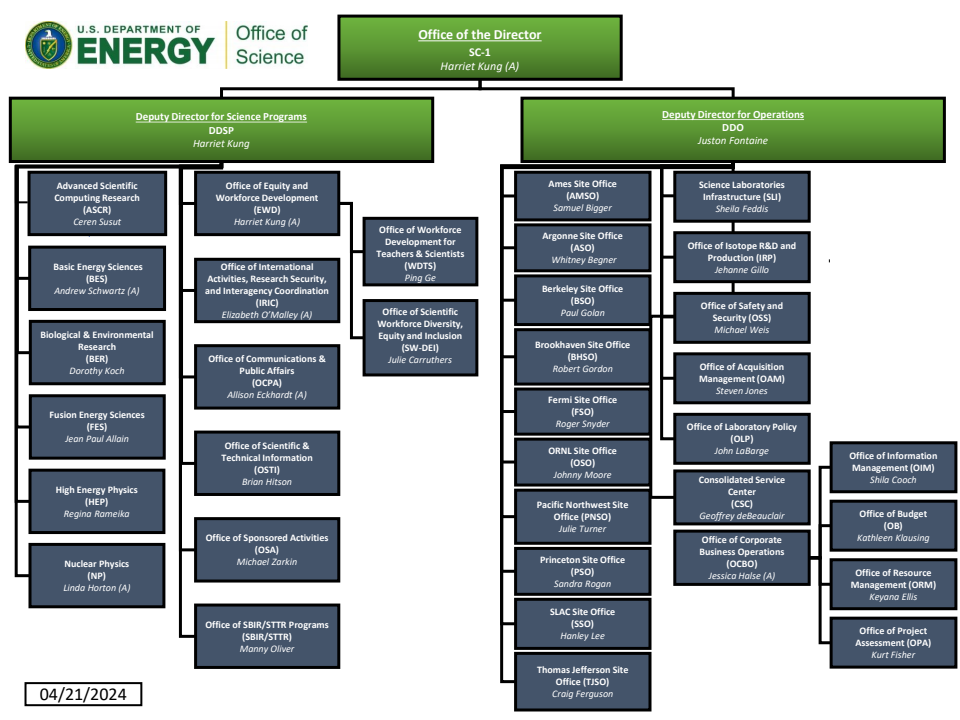 U.S. DEPARTMENT OF
ENERGY
Office of
Science
Office of the Director
SC-1
Harriet Kung (A)
Deputy Director for Science Programs
DDSP
Harriet Kung
Deputy Director for Operations
DDO
Juston Fontaine
Advanced Scientific
Computing Research
(ASCR)
Ceren Susut
Basic Energy Sciences
(BES)
Andrew Schwartz (A)
Biological & Environmental
Research
(BER)
Dorothy Koch
Fusion Energy Sciences
(FES)
Jean Paul Allain
High Energy Physics
(HEP)
Regina Rameika
Nuclear Physics
(NP)
Linda Horton (A)
Office of Equity and
Workforce Development
(EWD)
Harriet Kung (A)
Office of International
Activities, Research Security,
and Interagency Coordination
(IRIC)
Elizabeth O'Malley (A)
Office of Communications &
Public Affairs
(OCPA)
Allison Eckhardt (A)
Office of Scientific &
Technical Information
(OSTI)
Brian Hitson
Office of Sponsored Activities
(OSA)
Michael Zarkin
Office of SBIR/STTR Programs
(SBIR/STTR)
Manny Oliver
Office of Workforce
Development for
Teachers & Scientists
(WDTS)
Ping Ge
Office of Scientific
Workforce Diversity,
Equity and Inclusion
(SW-DEI)
Julie Carruthers
Ames Site Office
(AMSO)
Samuel Bigger
Argonne Site Office
(ASO)
Whitney Begner
Berkeley Site Office
(BSO)
Paul Golan
Brookhaven Site Office
(BHSO)
Robert Gordon
Fermi Site Office
(FSO)
Roger Snyder
ORNL Site Office
(OSO)
Johnny Moore
Pacific Northwest Site
Office (PNSO)
Julie Turner
Princeton Site Office
(PSO)
Sandra Rogan
SLAC Site Office
(SSO)
Hanley Lee
Thomas Jefferson Site
Office (TJSO)
Craig Ferguson
Science Laboratories
Infrastructure (SLI)
Sheila Feddis
Office of Isotope R&D and
Production (IRP)
Jehanne Gillo
Office of Safety and
Security (OSS)
Michael Weis
Office of Acquisition
Management (OAM)
Steven Jones
Office of Laboratory Policy
(OLP)
John LaBarge
Consolidated Service
Center
(CSC)
Geoffrey deBeauclair
Office of Corporate
Business Operations
(OCBO)
Jessica Halse (A)
Office of Information
Management (OIM)
Shila Cooch
Office of Budget
(OB)
Kathleen Klausing
Office of Resource
Management (ORM)
Keyana Ellis
Office of Project
Assessment (OPA)
Kurt Fisher
04/21/2024